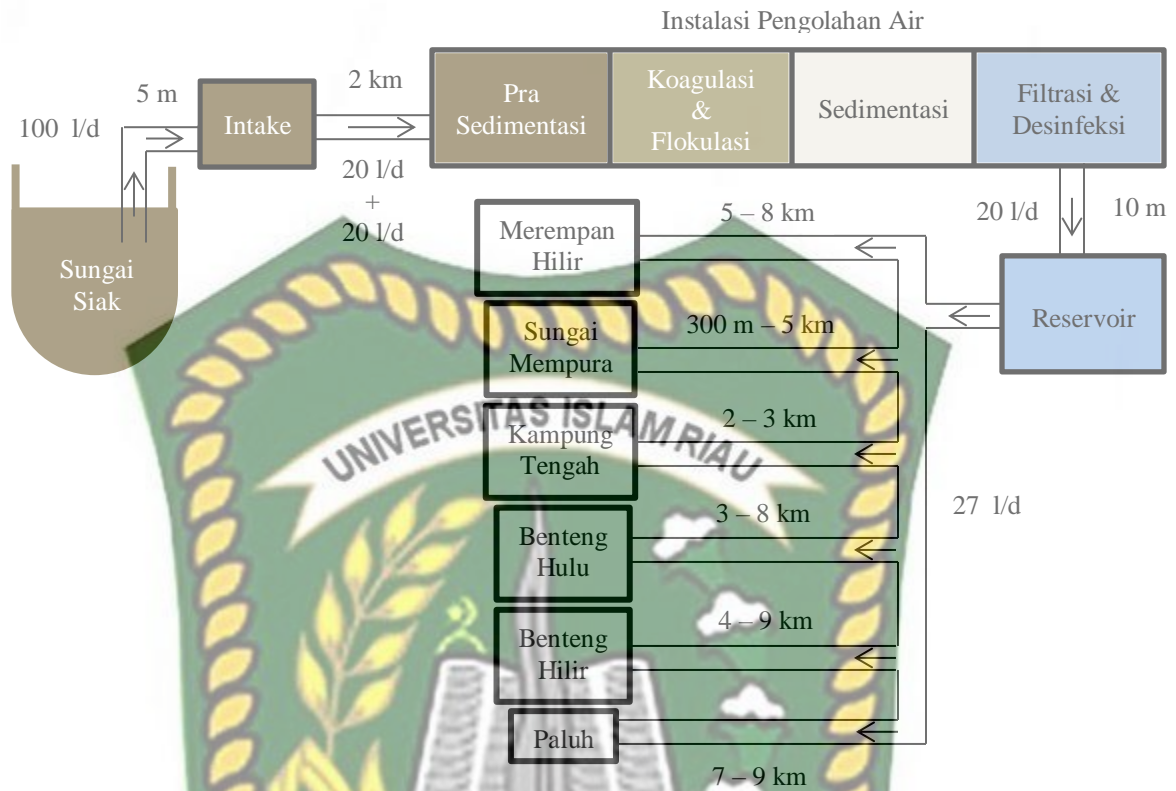 Instalasi Pengolahan Air
100 l/d
5 m
Intake
2 km
20 l/d
+
20 l/d
Pra
Sedimentasi
Koagulasi
&
Flokulasi
Sedimentasi
Filtrasi &
Desinfeksi
Sungai
Siak
20 l/d
10 m
Reservoir
27 l/d
Merempan
Hilir
5 – 8 km
Sungai
Mempura
300 m – 5 km
UNIVERSITAS ISLAM RIAU
Kampung
Tengah
2 – 3 km
Benteng
Hulu
3 – 8 km
Benteng
Hilir
4 – 9 km
Paluh
7 – 9 km